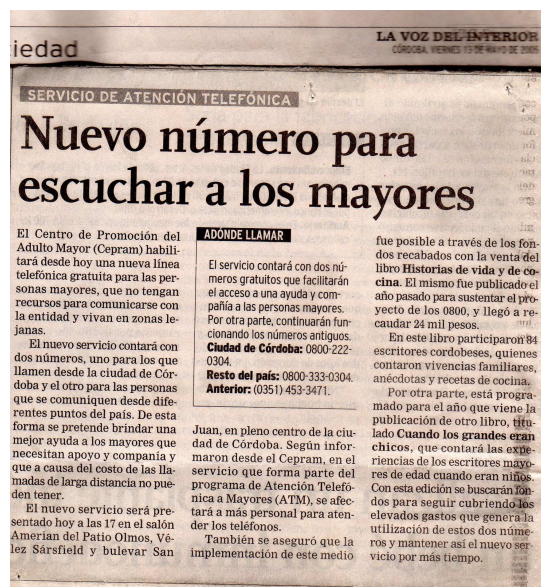 iedad
LA VOZ DEL INTERIOR
CÓRDOBA, VIERNES 13 DE MAYO DE 2005
SERVICIO DE ATENCIÓN TELEFÓNICA
Nuevo número para
escuchar a los mayores
El Centro de Promoción del
Adulto Mayor (Cepram) habili-
tará desde hoy una nueva línea
telefónica gratuita para las per-
sonas mayores, que no tengan
recursos para comunicarse con
la entidad y vivan en zonas le-
janas.
El nuevo servicio contará con
dos números, uno para los que
llamen desde la ciudad de Cór-
doba y el otro para las personas
que se comuniquen desde dife-
rentes puntos del país. De esta
forma se pretende brindar una
mejor ayuda a los mayores que
necesitan apoyo y compañía y
que a causa del costo de las lla-
madas de larga distancia no pue-
den tener.
El nuevo servicio será pre-
sentado hoy a las 17 en el salón
Amerian del Patio Olmos, Vé-
lez Sársfield y bulevar San
ADÓNDE LLAMAR
El servicio contará con dos nú-
meros gratuitos que facilitarán
el acceso a una ayuda y com-
pañía a las personas mayores.
Por otra parte, continuarán fun-
cionando los números antiguos.
Ciudad de Córdoba: 0800-222-
0304.
Resto del país: 0800-333-0304.
Anterior: (0351) 453-3471.
Juan, en pleno centro de la ciu-
dad de Córdoba. Según infor-
maron desde el Cepram, en el
servicio que forma parte del
programa de Atención Telefó-
nica a Mayores (ATM), se afec-
tará a más personal para aten-
der los teléfonos.
También se aseguró que la
implementación de este medio
fue posible a través de los fon-
dos recabados con la venta del
libro Historias de vida y de co-
cina. El mismo fue publicado el
año pasado para sustentar el pro-
yecto de los 0800, y llegó a re-
caudar 24 mil pesos.
En este libro participaron 84
escritores cordobeses, quienes
contaron vivencias familiares,
anécdotas y recetas de cocina.
Por otra parte, está progra-
mado para el año que viene la
publicación de otro libro, titu-
lado Cuando los grandes eran
chicos, que contará las expe-
riencias de los escritores mayo-
res de edad cuando eran niños.
Con esta edición se buscarán fon-
dos para seguir cubriendo los
elevados gastos que genera la
utilización de estos dos núme-
ros y mantener así el nuevo ser-
vicio por más tiempo.